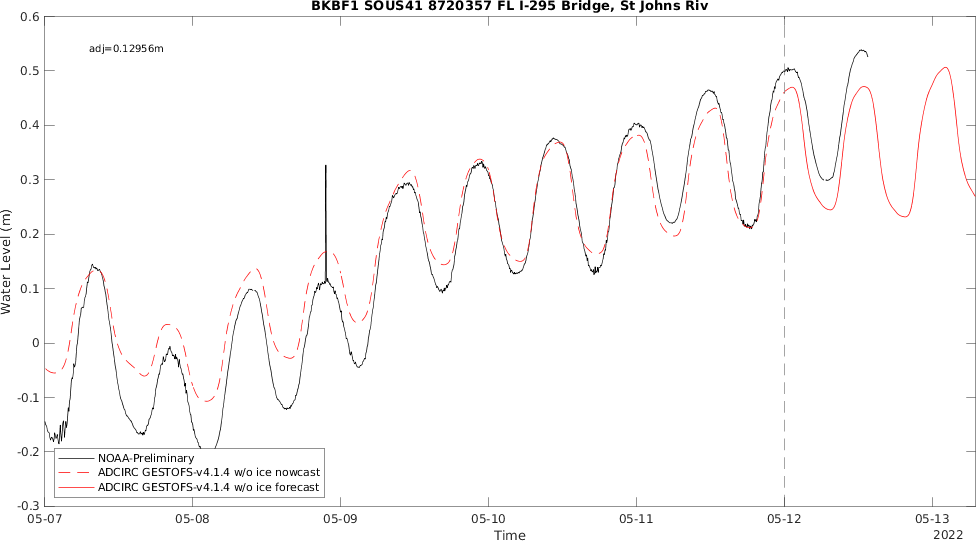 BKBF1 SOUS41 8720357 FL I-295 Bridge, St Johns Riv
adj=0.12956m
0.6
0.5
0.4
0.3
0.2
0.1
0
-0.1
-0.2
-0.3
Water Level (m)
NOAA-Preliminary
ADCIRC GESTOFS-v4.1.4 w/o ice nowcast
ADCIRC GESTOFS-v4.1.4 w/o ice forecast
05-07 05-08 05-09 05-10 05-11 05-12 05-13
Time
2022